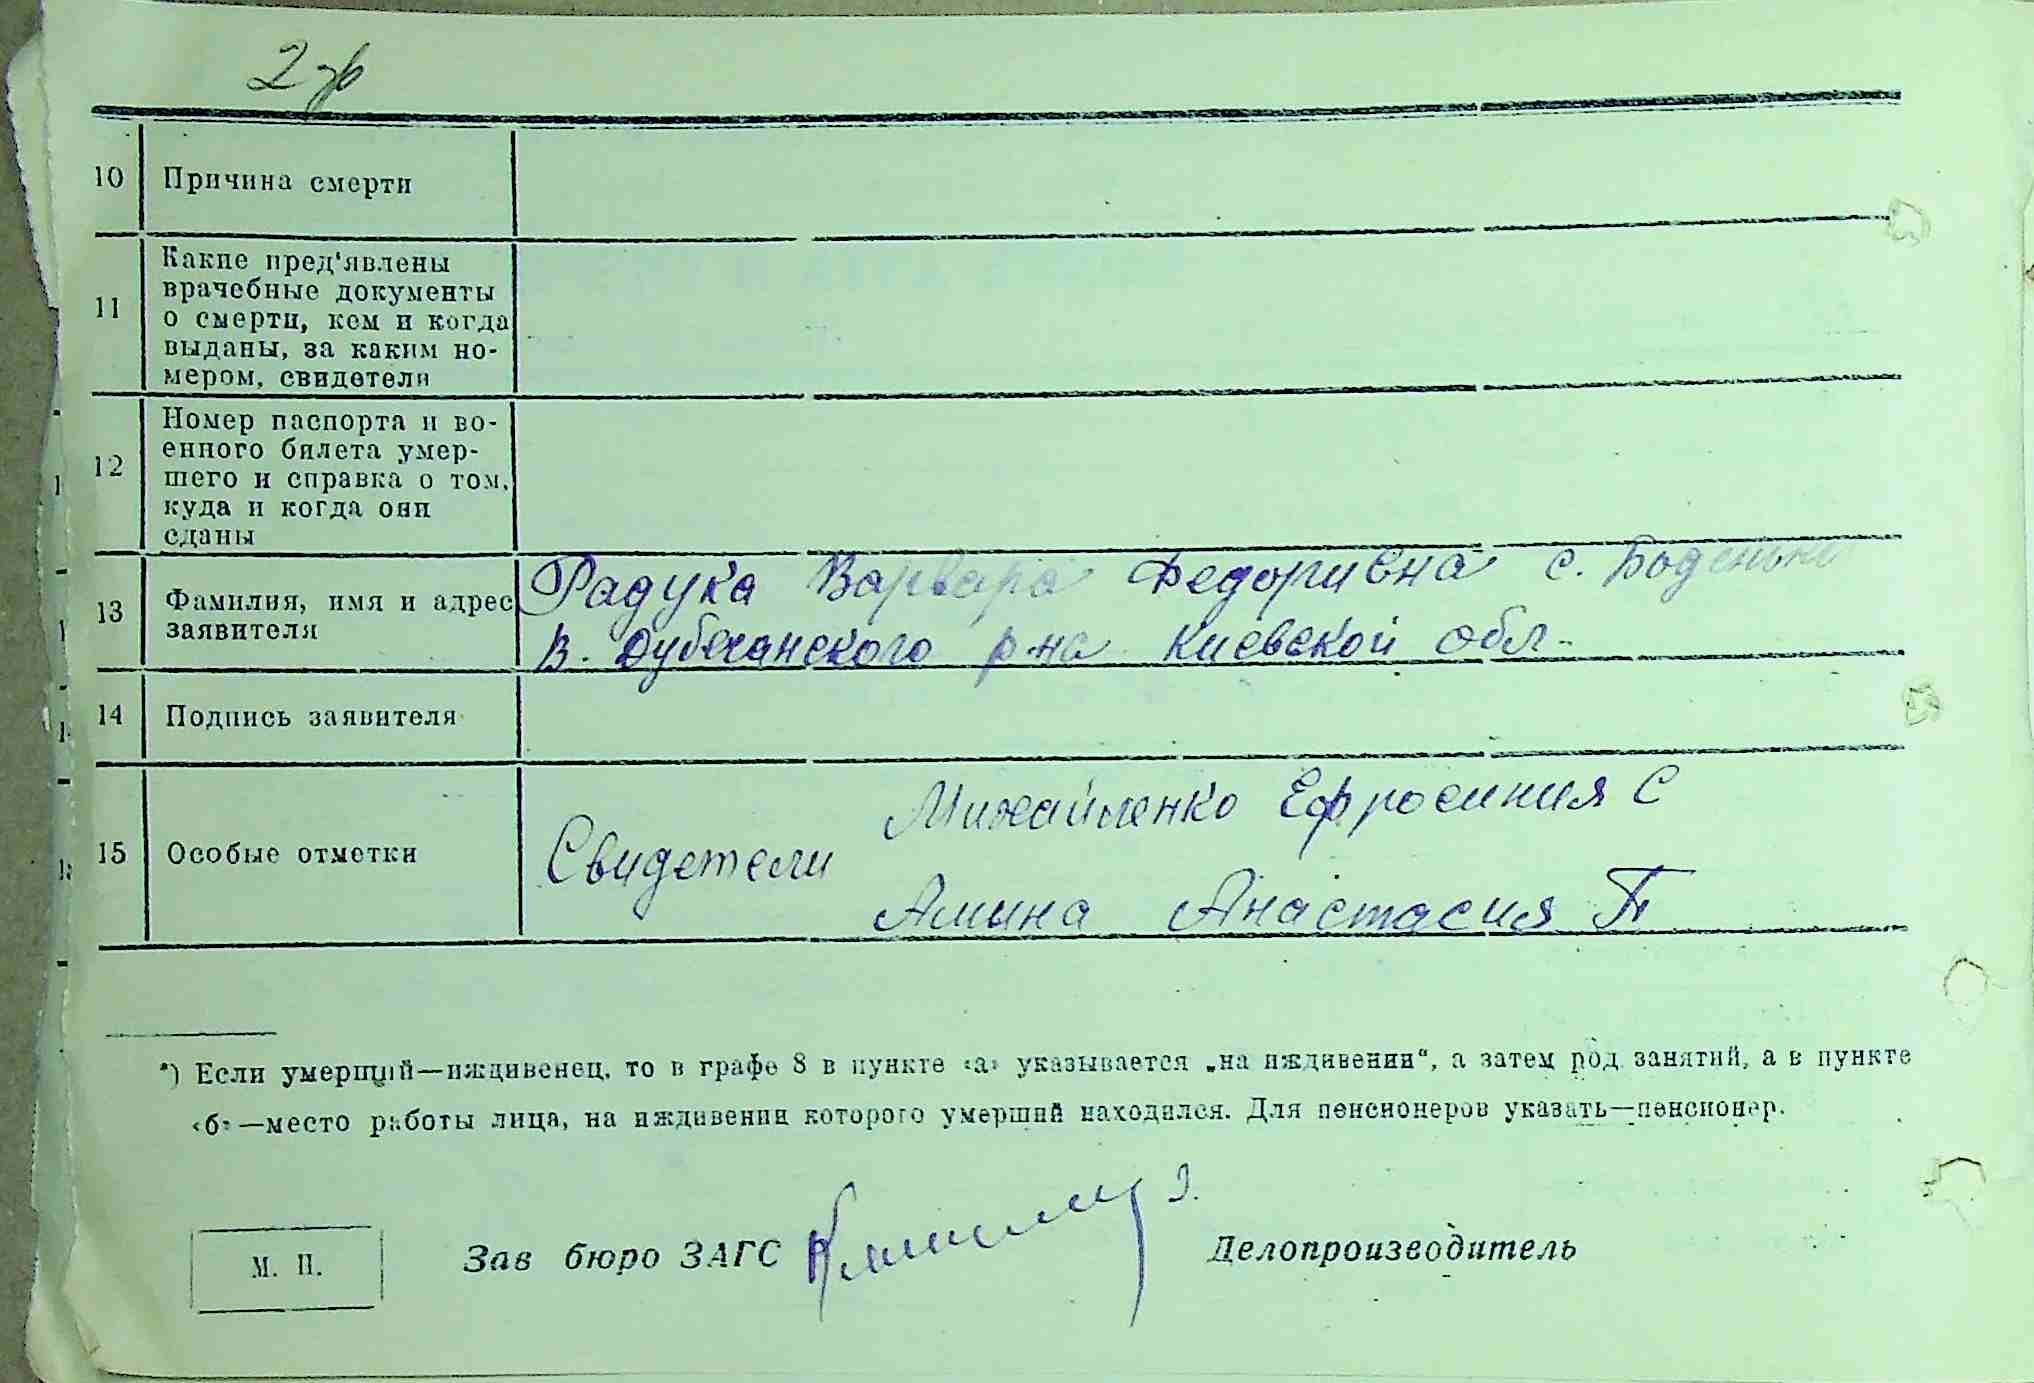 10 Причина смерти
11 Какие пред'явлены
врачебные документы
о смерти, кем и когда
выданы, за каким но-
мером, свидетели
12 Номер паспорта и во-
енного билета умер-
шего и справка о том,
куда и когда они
сданы
13 Фамилия, имя и адрес
заявителя
Радука Варвара Федоривна с.
В. Дубечанского р-на Киевской обл-
14 Подпись заявителя
15 Особые отметки
Михайленко Ефросиния С
Свидетели
Амина Анастасия П
*) Если умерший—иждивенец, то в графе 8 в пункте «а» указывается „на иждивении“, а затем род занятий, а в пункте
«б»—место работы лица, на иждивении которого умерший находился. Для пенсионеров указать—пенсионер.
М. П. Зав бюро ЗАГС Делопроизводитель